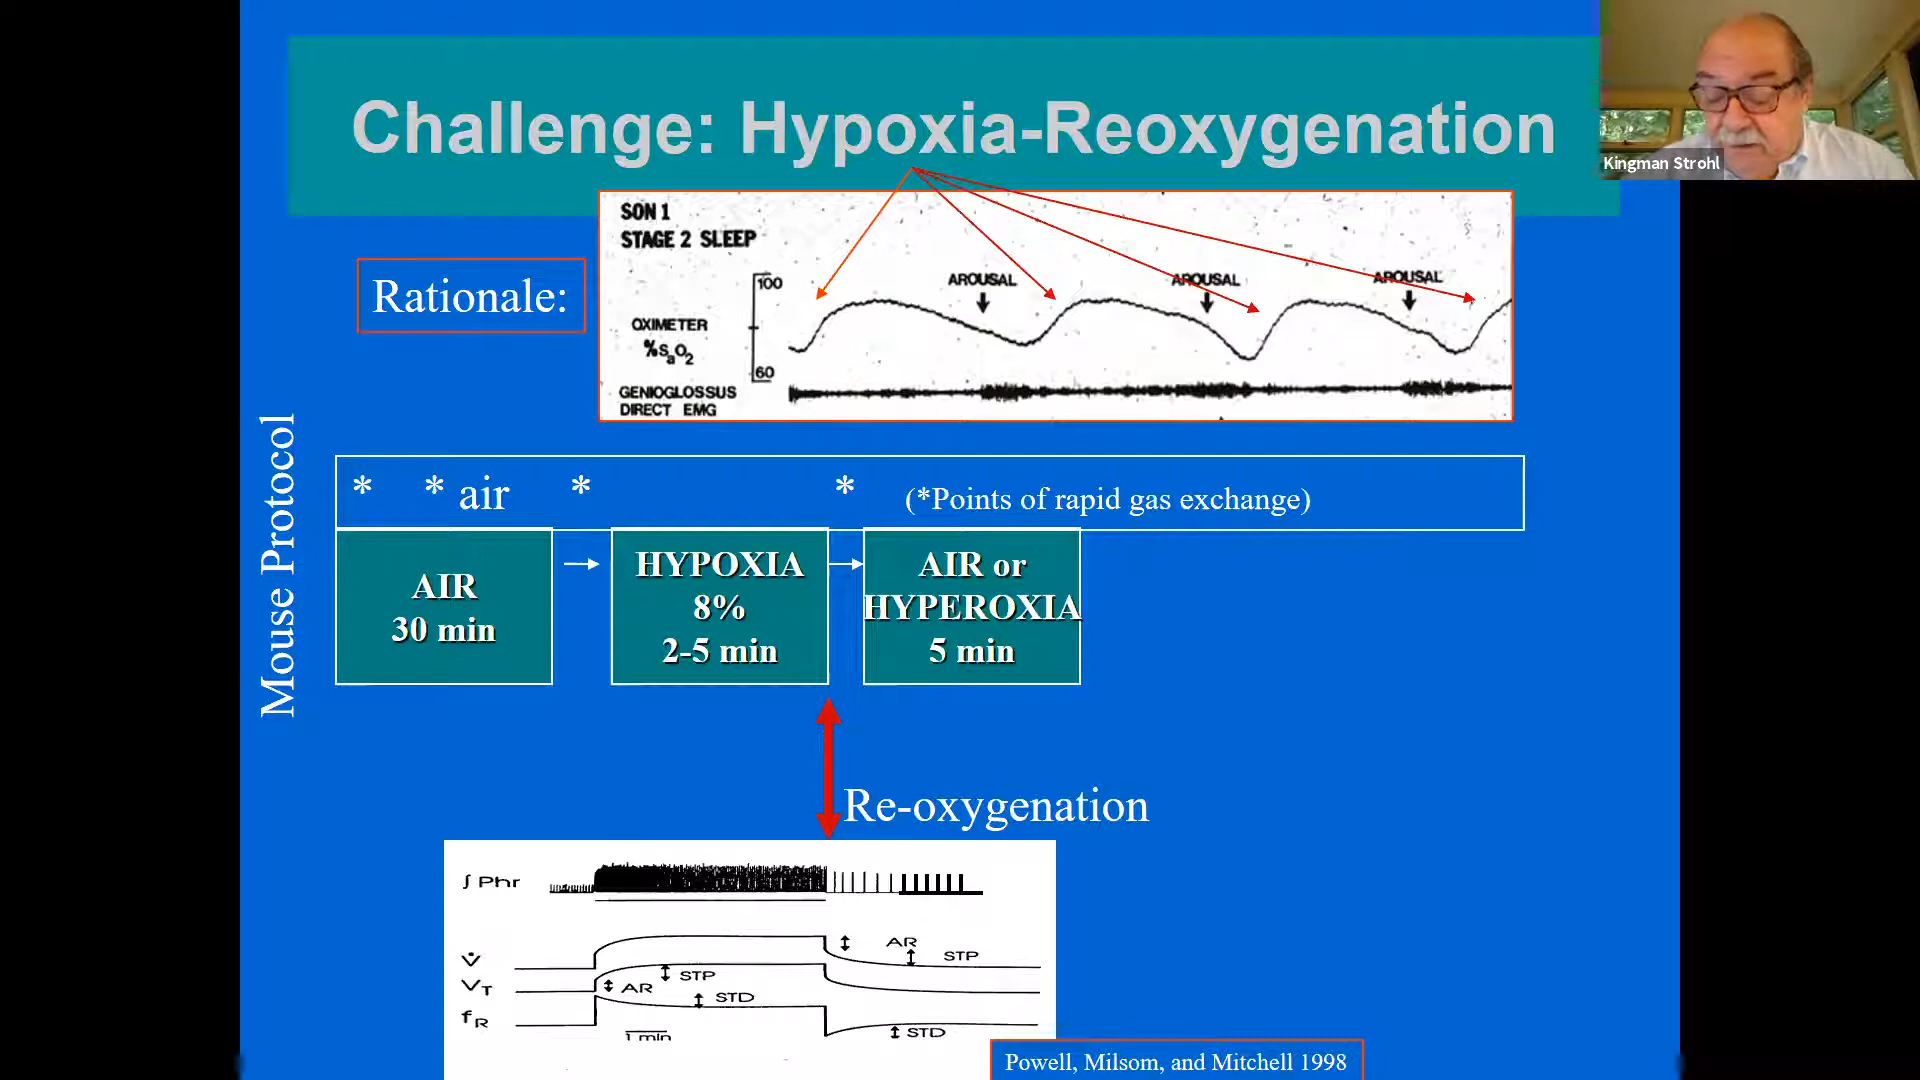 Challenge: Hypoxia-Reoxygenation
Kingman Strohl
SON 1
STAGE 2 SLEEP
Rationale:
100
AROUSAL
AROUSAL
AROUSAL
OXIMETER
%SaO2
60
GENIOGLOSSUS
DIRECT EMG
Mouse Protocol
* * air * * (*Points of rapid gas exchange)
AIR
30 min
HYPOXIA
8%
2-5 min
AIR or
HYPEROXIA
5 min
Re-oxygenation
∫ Phr
V̇
AR
STP
VT
STP
AR
STD
fR
STD
1 min
Powell, Milsom, and Mitchell 1998